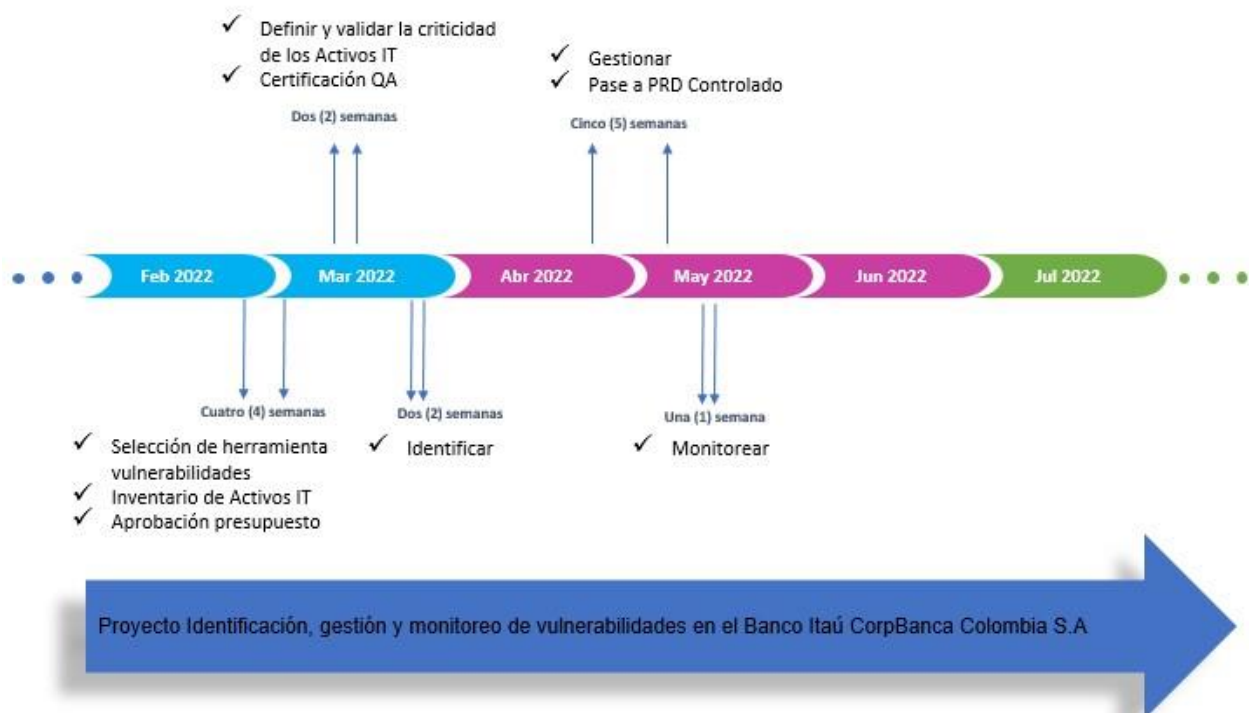 Definir y validar la criticidad
de los Activos IT
Certificación QA
Dos (2) semanas
Gestionar
Pase a PRD Controlado
Cinco (5) semanas
Feb 2022
Mar 2022
Abr 2022
May 2022
Jun 2022
Jul 2022
Cuatro (4) semanas
Selección de herramienta
vulnerabilidades
Inventario de Activos IT
Aprobación presupuesto
Dos (2) semanas
Identificar
Una (1) semana
Monitorear
Proyecto Identificación, gestión y monitoreo de vulnerabilidades en el Banco Itaú CorpBanca Colombia S.A